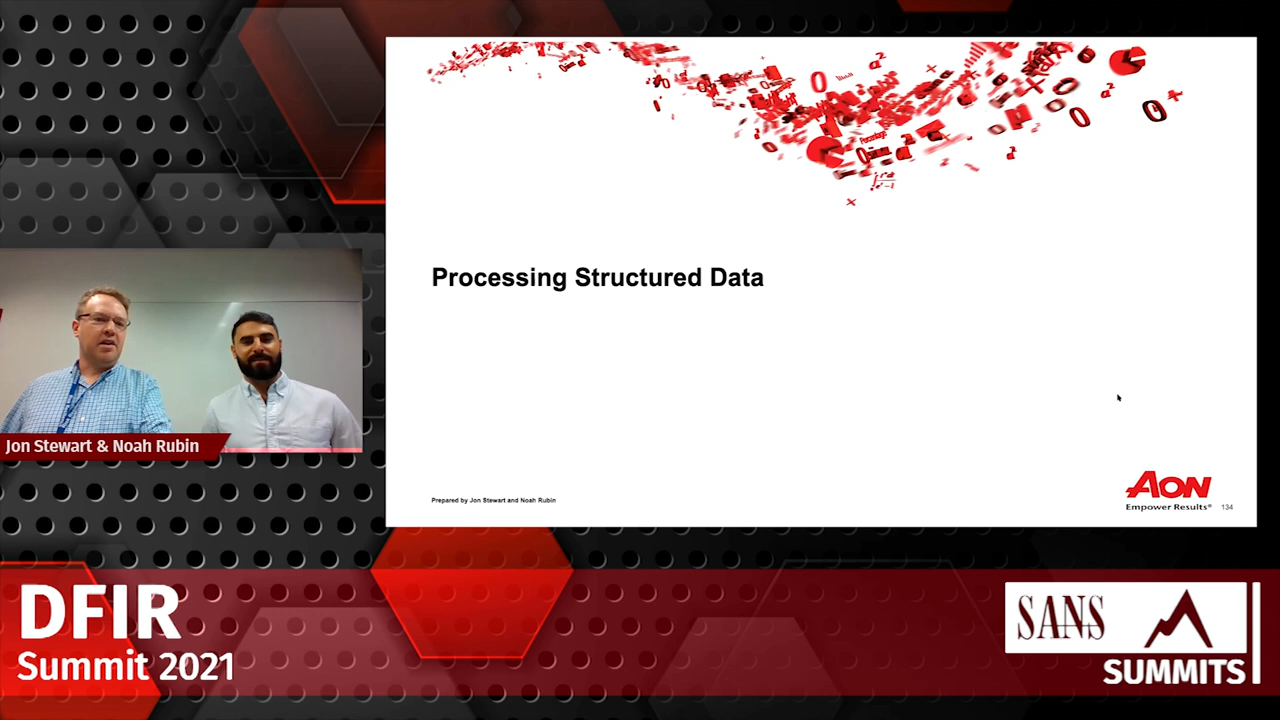 Processing Structured Data
Prepared by Jon Stewart and Noah Rubin
AON
Empower Results®
134
Jon Stewart & Noah Rubin
DFIR
Summit 2021
SANS
SUMMITS